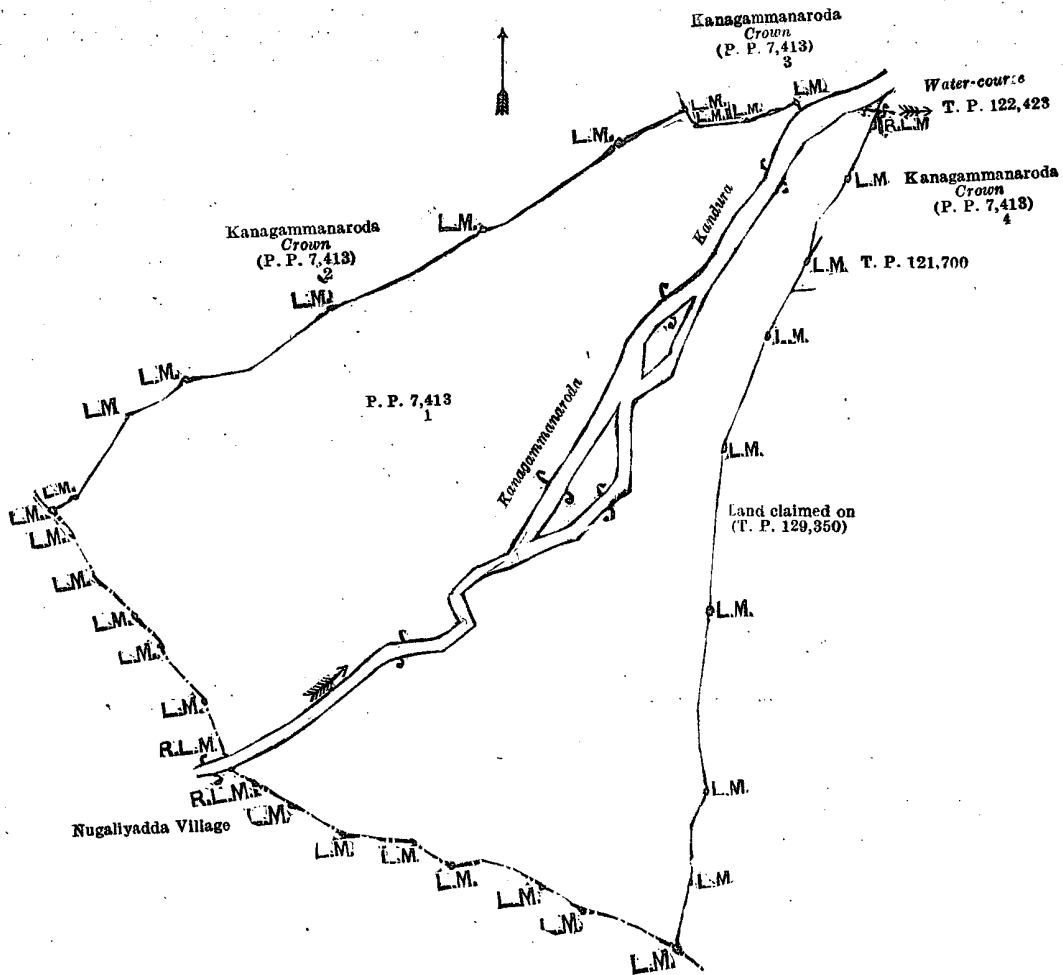 Kanagammanaroda
Crown
(P. P. 7,413)
3
Water-course
T. P. 122,423
L.M.
L.M.
L.M.
L.M.
R.L.M
L.M.
L.M.
Kanagammanaroda
Crown
(P. P. 7,413)
4
Kandura
L.M.
Kanagammanaroda
Crown
(P. P. 7,413)
2
L.M.
T. P. 121,700
L.M.
L.M.
L.M.
L.M
P. P. 7,413
1
Kanagammanaroda
L.M.
L.M.
L.M.
L.M.
Land claimed on
(T. P. 129,350)
L.M.
L.M.
L.M.
L.M.
L.M.
R.L.M.
R.L.M.
L.M.
L.M.
Nugaliyadda Village
L.M.
L.M.
L.M.
L.M.
L.M.
L.M.
L.M.